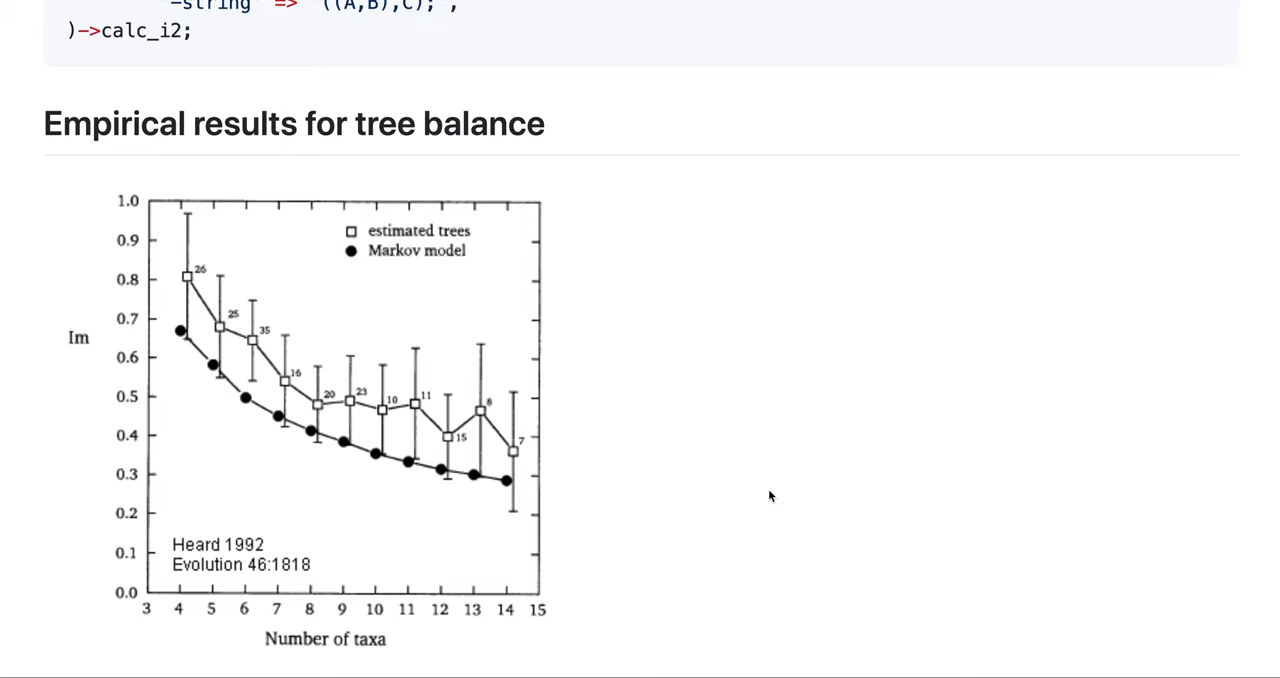 '-string' => '((A,B),C);',
)->calc_i2;
Empirical results for tree balance
1.0
0.9
0.8
0.7
0.6
0.5
0.4
0.3
0.2
0.1
0.0
Im
estimated trees
Markov model
26
25
35
16
20
23
10
11
15
8
7
Heard 1992
Evolution 46:1818
3 4 5 6 7 8 9 10 11 12 13 14 15
Number of taxa